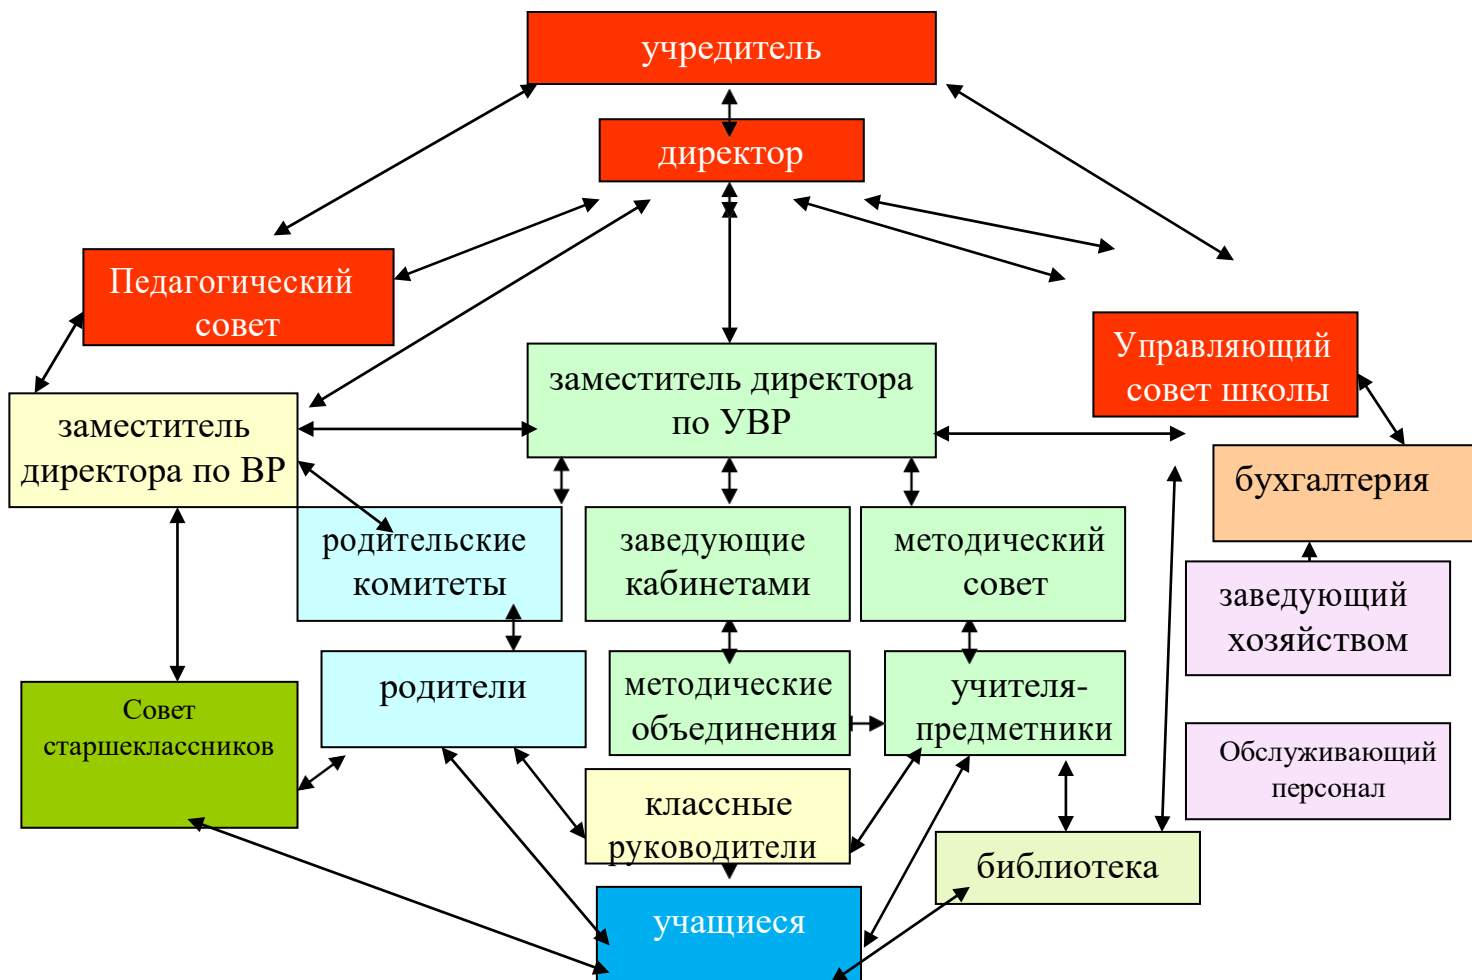 учредитель
директор
Педагогический
совет
Управляющий
совет школы
заместитель директора
по УВР
заместитель
директора по ВР
бухгалтерия
родительские
комитеты
заведующие
кабинетами
методический
совет
заведующий
хозяйством
родители
методические
объединения
учителя-
предметники
Совет
старшеклассников
Обслуживающий
персонал
классные
руководители
библиотека
учащиеся